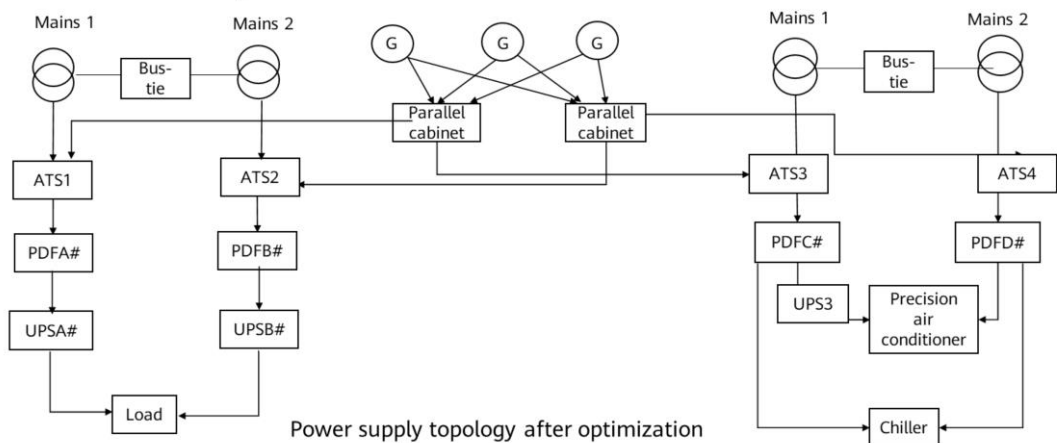 Mains 1
Mains 2
Mains 1
Mains 2
G
G
G
Bus-
tie
Bus-
tie
Parallel
cabinet
Parallel
cabinet
ATS1
ATS2
ATS3
ATS4
PDFA#
PDFB#
PDFC#
PDFD#
UPSA#
UPSB#
UPS3
Precision
air
conditioner
Load
Chiller
Power supply topology after optimization